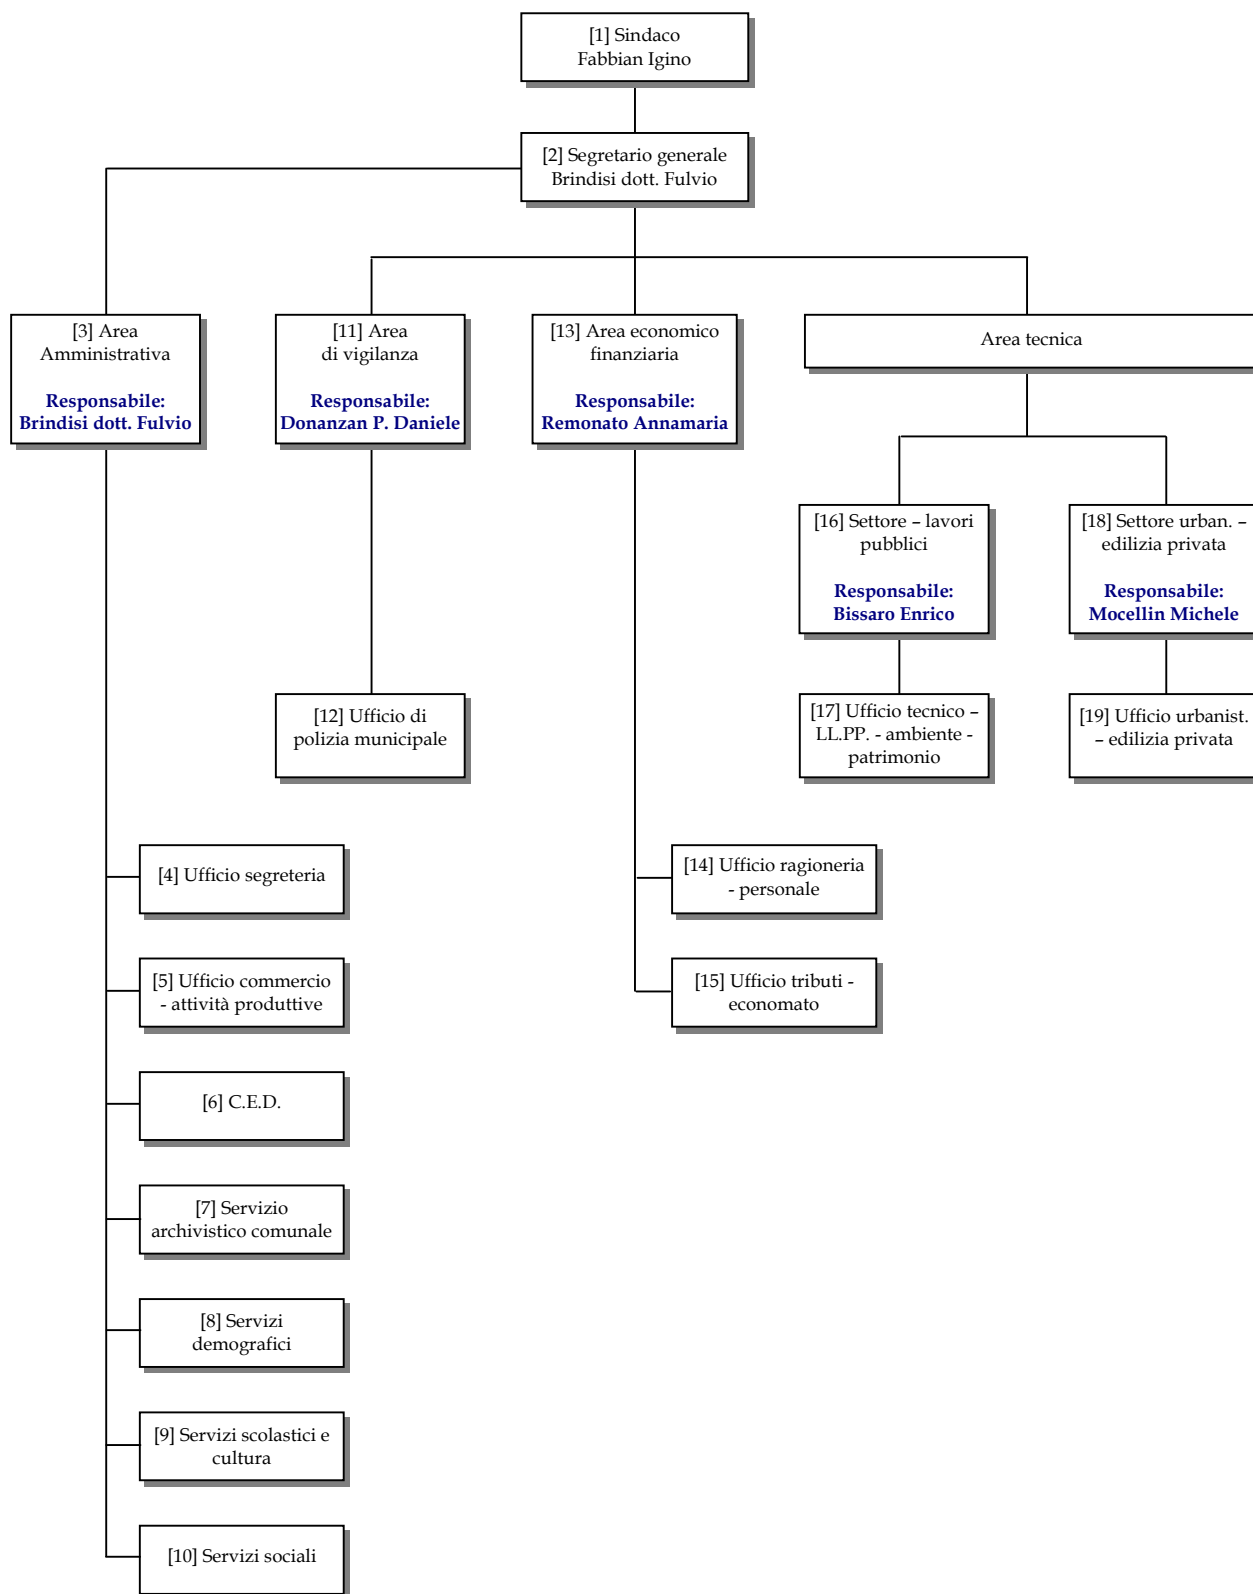 [1] Sindaco
Fabbian Igino
[2] Segretario generale
Brindisi dott. Fulvio
[3] Area
Amministrativa
Responsabile:
Brindisi dott. Fulvio
[11] Area
di vigilanza
Responsabile:
Donanzan P. Daniele
[13] Area economico
finanziaria
Responsabile:
Remonato Annamaria
Area tecnica
[16] Settore – lavori
pubblici
Responsabile:
Bissaro Enrico
[18] Settore urban. –
edilizia privata
Responsabile:
Mocellin Michele
[12] Ufficio di
polizia municipale
[17] Ufficio tecnico –
LL.PP. - ambiente -
patrimonio
[19] Ufficio urbanist.
– edilizia privata
[4] Ufficio segreteria
[14] Ufficio ragioneria
- personale
[5] Ufficio commercio
- attività produttive
[15] Ufficio tributi -
economato
[6] C.E.D.
[7] Servizio
archivistico comunale
[8] Servizi
demografici
[9] Servizi scolastici e
cultura
[10] Servizi sociali